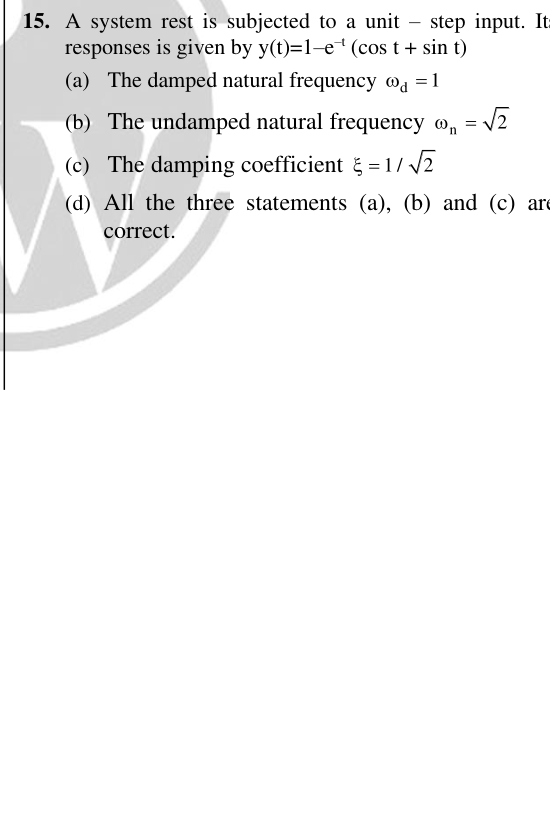 15. A system rest is subjected to a unit – step input. Its
responses is given by y(t)=1–e⁻ᵗ (cos t + sin t)
(a) The damped natural frequency ω_d = 1
(b) The undamped natural frequency ω_n = √2
(c) The damping coefficient ξ = 1 / √2
(d) All the three statements (a), (b) and (c) are
correct.